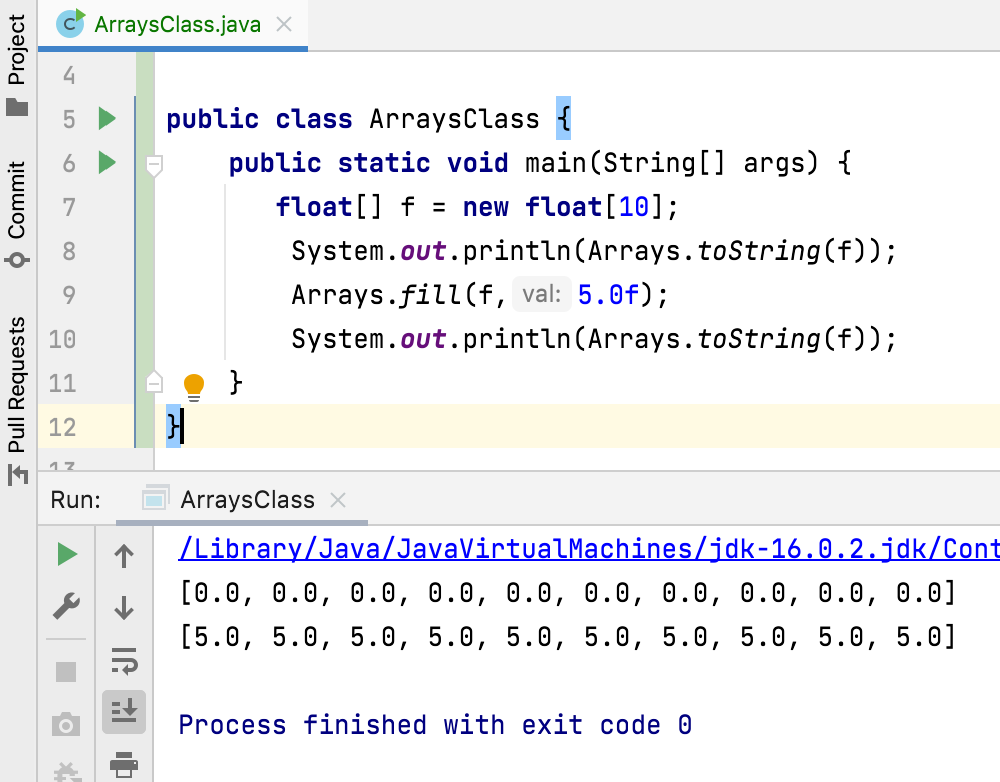 ArraysClass.java
Project
Commit
Pull Requests
4
5 public class ArraysClass {
6 public static void main(String[] args) {
7 float[] f = new float[10];
8 System.out.println(Arrays.toString(f));
9 Arrays.fill(f, val: 5.0f);
10 System.out.println(Arrays.toString(f));
11 }
12 }
13
Run: ArraysClass
/Library/Java/JavaVirtualMachines/jdk-16.0.2.jdk/Cont
[0.0, 0.0, 0.0, 0.0, 0.0, 0.0, 0.0, 0.0, 0.0, 0.0]
[5.0, 5.0, 5.0, 5.0, 5.0, 5.0, 5.0, 5.0, 5.0, 5.0]
Process finished with exit code 0